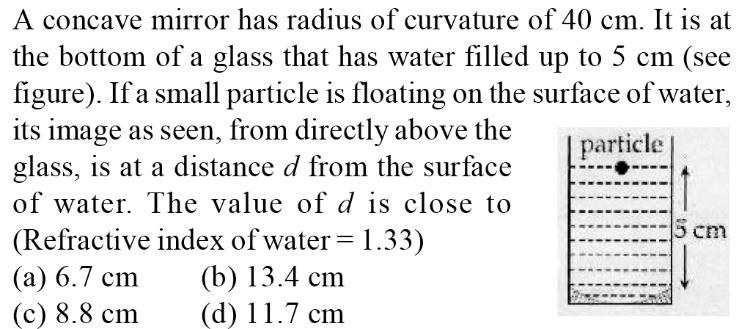 A concave mirror has radius of curvature of 40 cm. It is at
the bottom of a glass that has water filled up to 5 cm (see
figure). If a small particle is floating on the surface of water,
its image as seen, from directly above the
glass, is at a distance d from the surface
of water. The value of d is close to
(Refractive index of water = 1.33)
(a) 6.7 cm (b) 13.4 cm
(c) 8.8 cm (d) 11.7 cm
particle
5 cm